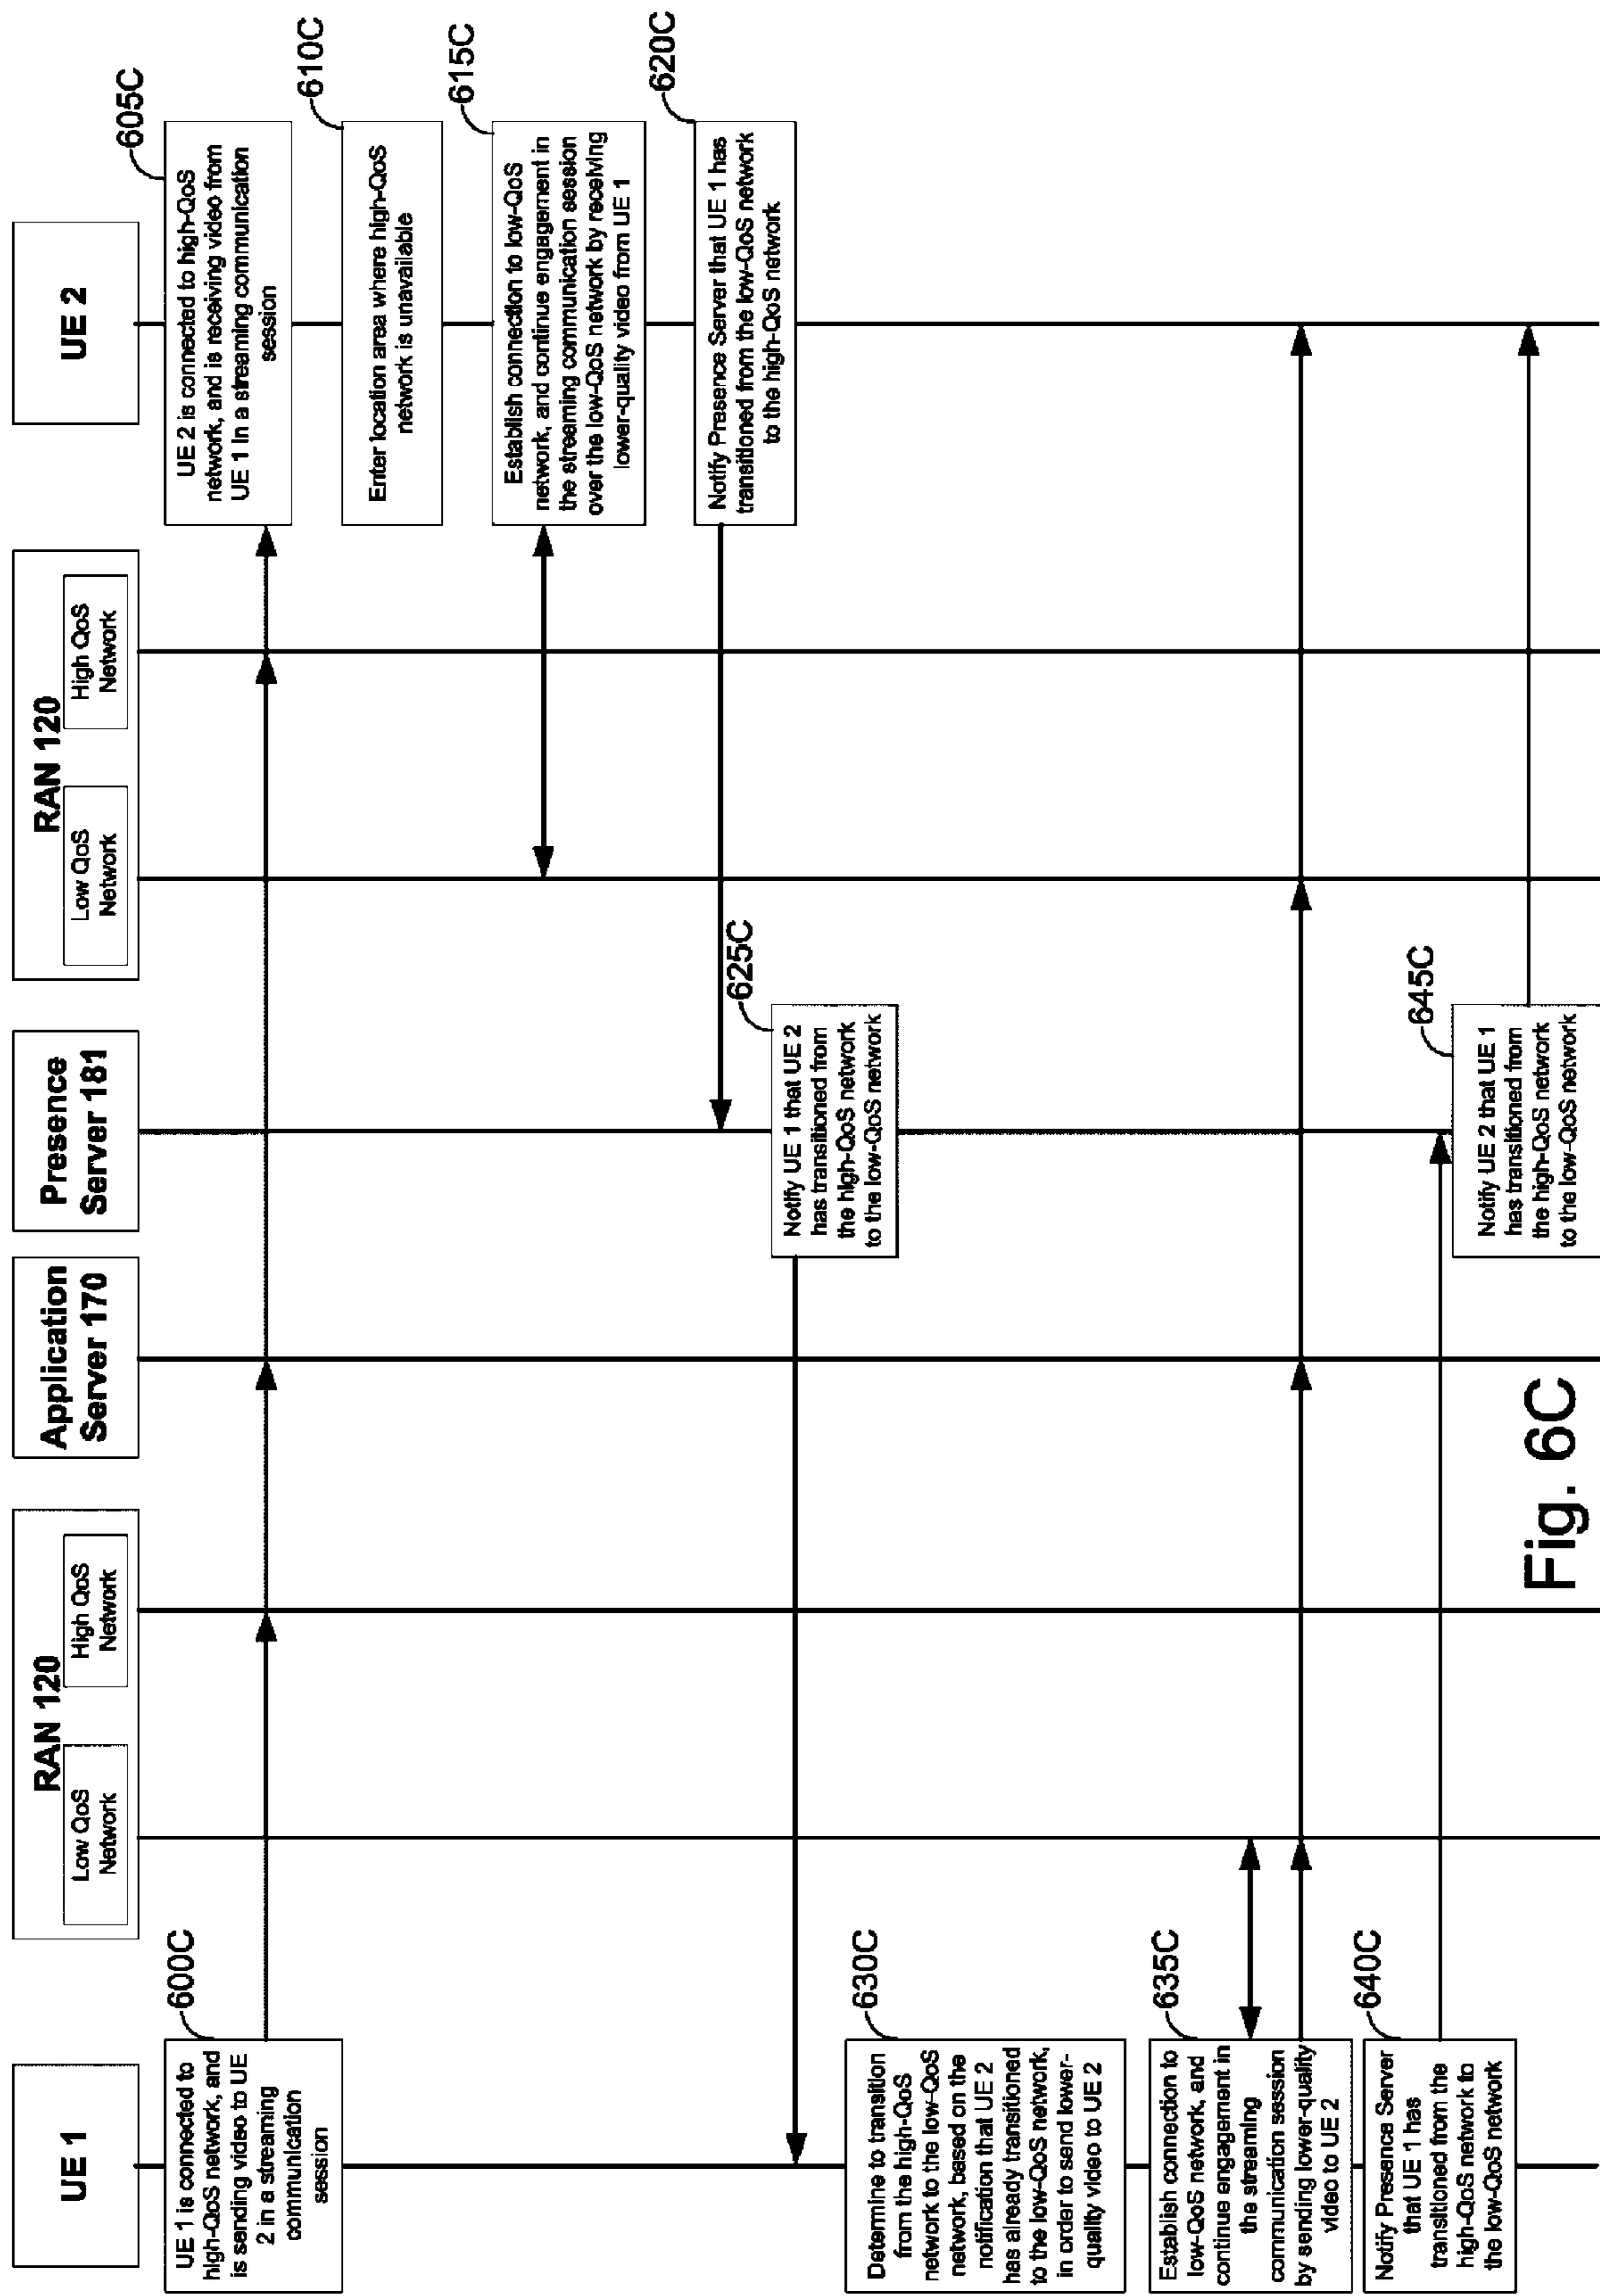 UE 1
RAN 120
Low QoS
Network
High QoS
Network
Application
Server 170
Presence
Server 181
RAN 120
Low QoS
Network
High QoS
Network
UE 2
600C
UE 1 is connected to
high-QoS network, and
is sending video to UE
2 in a streaming
communication
session
605C
UE 2 is connected to high-QoS
network, and is receiving video from
UE 1 in a streaming communication
session
610C
Enter location area where high-QoS
network is unavailable
615C
Establish connection to low-QoS
network, and continue engagement in
the streaming communication session
over the low-QoS network by receiving
lower-quality video from UE 1
620C
Notify Presence Server that UE 1 has
transitioned from the low-QoS network
to the high-QoS network
625C
Notify UE 1 that UE 2
has transitioned from
the high-QoS network
to the low-QoS network
630C
Determine to transition
from the high-QoS
network to the low-QoS
network, based on the
notification that UE 2
has already transitioned
to the low-QoS network,
in order to send lower-
quality video to UE 2
635C
Establish connection to
low-QoS network, and
continue engagement in
the streaming
communication session
by sending lower-quality
video to UE 2
640C
Notify Presence Server
that UE 1 has
transitioned from the
high-QoS network to
the low-QoS network
645C
Notify UE 2 that UE 1
has transitioned from
the high-QoS network
to the low-QoS network
Fig. 6C